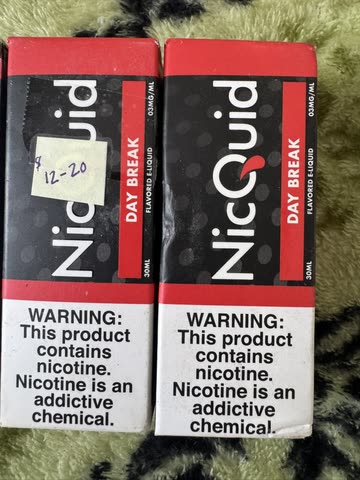 $ 12-20
NicQuid
DAY BREAK
FLAVORED E-LIQUID
30ML
03MG/ML
WARNING:
This product
contains
nicotine.
Nicotine is an
addictive
chemical.
NicQuid
DAY BREAK
FLAVORED E-LIQUID
30ML
03MG/ML
WARNING:
This product
contains
nicotine.
Nicotine is an
addictive
chemical.